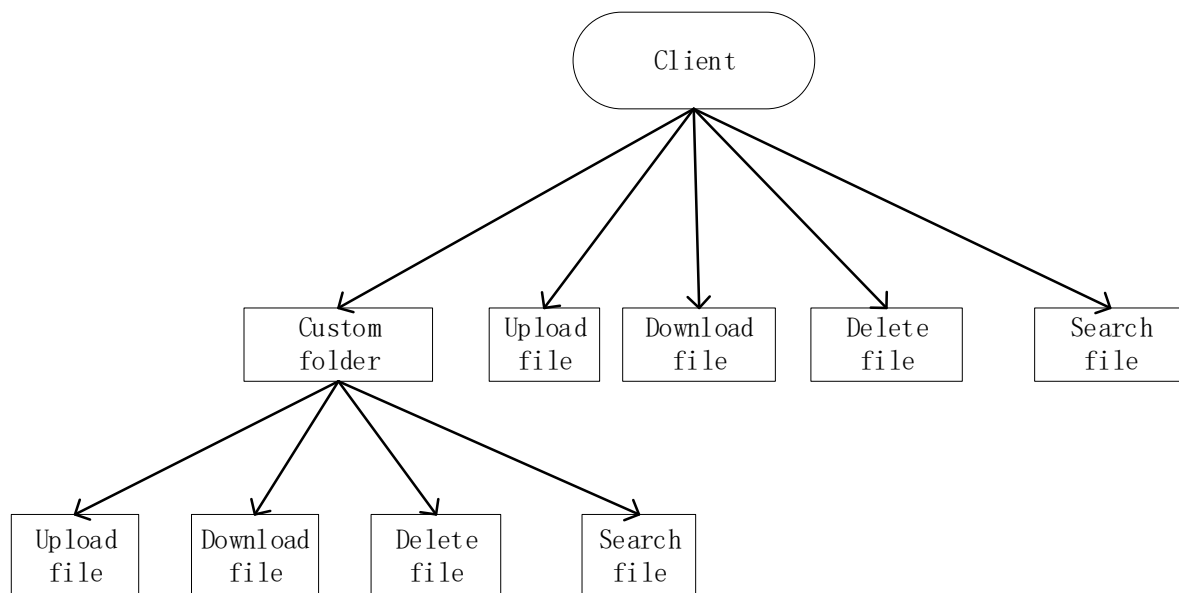 Client
Custom
folder
Upload
file
Download
file
Delete
file
Search
file
Upload
file
Download
file
Delete
file
Search
file